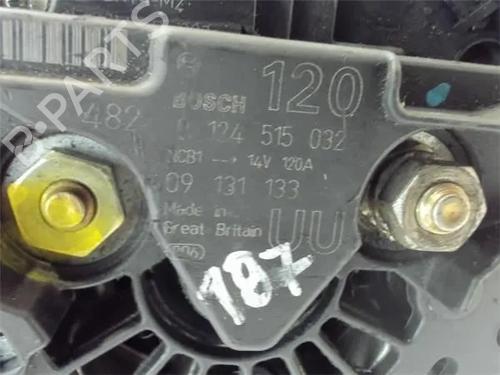 BOSCH 120
482
0 124 515 032
NCB1 → 14V 120A
09 131 133
Made in
Great Britain
UU
187
B-PARTS